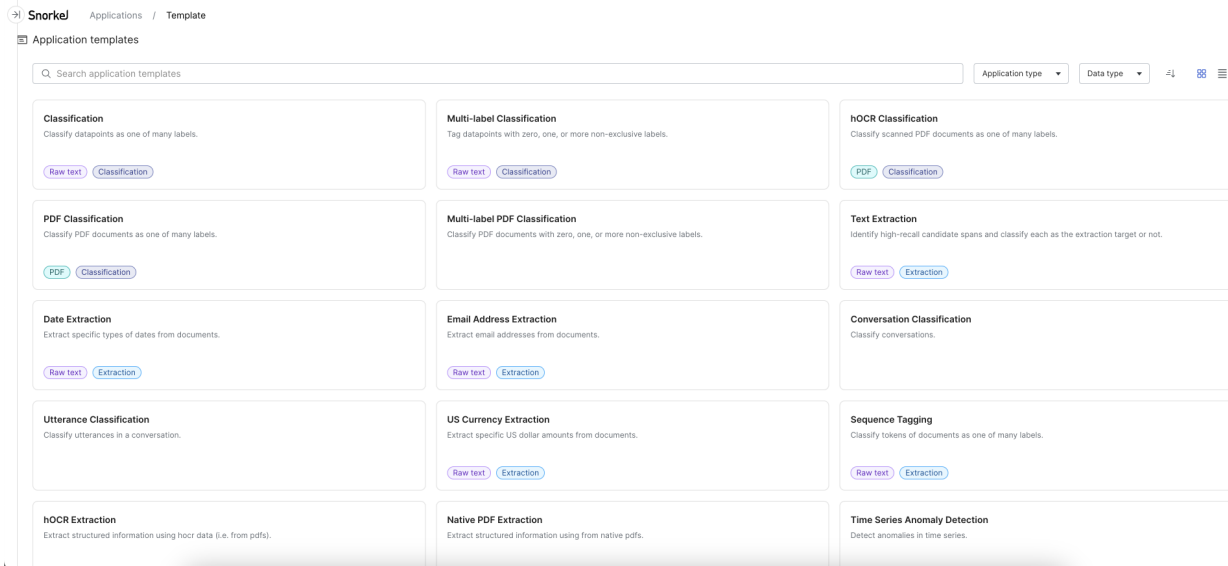 Snorkel Applications / Template
Application templates
Search application templates
Application type
Data type
Classification
Classify datapoints as one of many labels.
Raw text Classification
Multi-label Classification
Tag datapoints with zero, one, or more non-exclusive labels.
Raw text Classification
hOCR Classification
Classify scanned PDF documents as one of many labels.
PDF Classification
PDF Classification
Classify PDF documents as one of many labels.
PDF Classification
Multi-label PDF Classification
Classify PDF documents with zero, one, or more non-exclusive labels.
Text Extraction
Identify high-recall candidate spans and classify each as the extraction target or not.
Raw text Extraction
Date Extraction
Extract specific types of dates from documents.
Raw text Extraction
Email Address Extraction
Extract email addresses from documents.
Raw text Extraction
Conversation Classification
Classify conversations.
Utterance Classification
Classify utterances in a conversation.
US Currency Extraction
Extract specific US dollar amounts from documents.
Raw text Extraction
Sequence Tagging
Classify tokens of documents as one of many labels.
Raw text Extraction
hOCR Extraction
Extract structured information using hocr data (i.e. from pdfs).
Native PDF Extraction
Extract structured information using from native pdfs.
Time Series Anomaly Detection
Detect anomalies in time series.